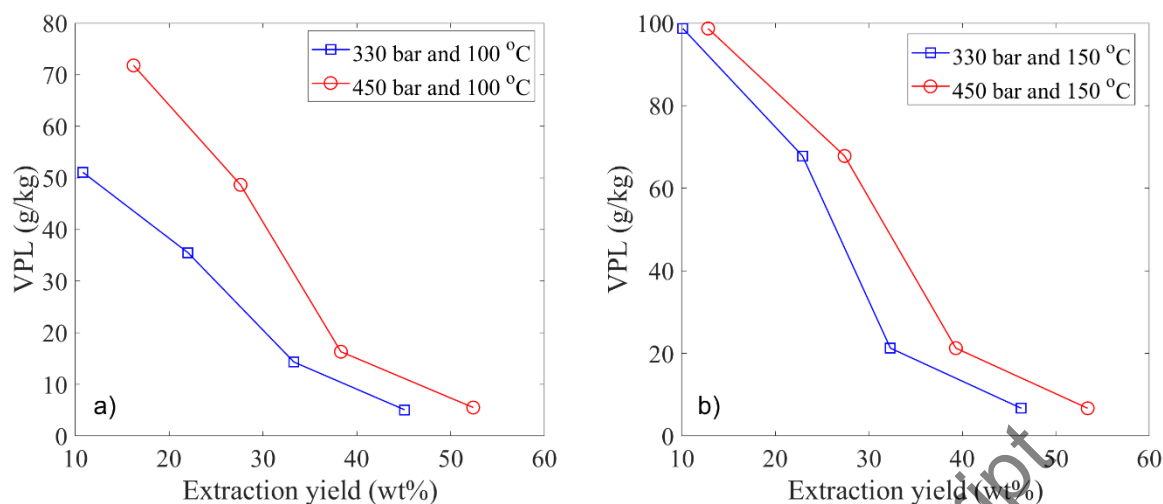 80
70
60
50
40
30
20
10
0
VPL (g/kg)
330 bar and 100 °C
450 bar and 100 °C
a)
10 20 30 40 50 60
Extraction yield (wt%)
100
80
60
40
20
0
VPL (g/kg)
330 bar and 150 °C
450 bar and 150 °C
b)
10 20 30 40 50 60
Extraction yield (wt%)
ript